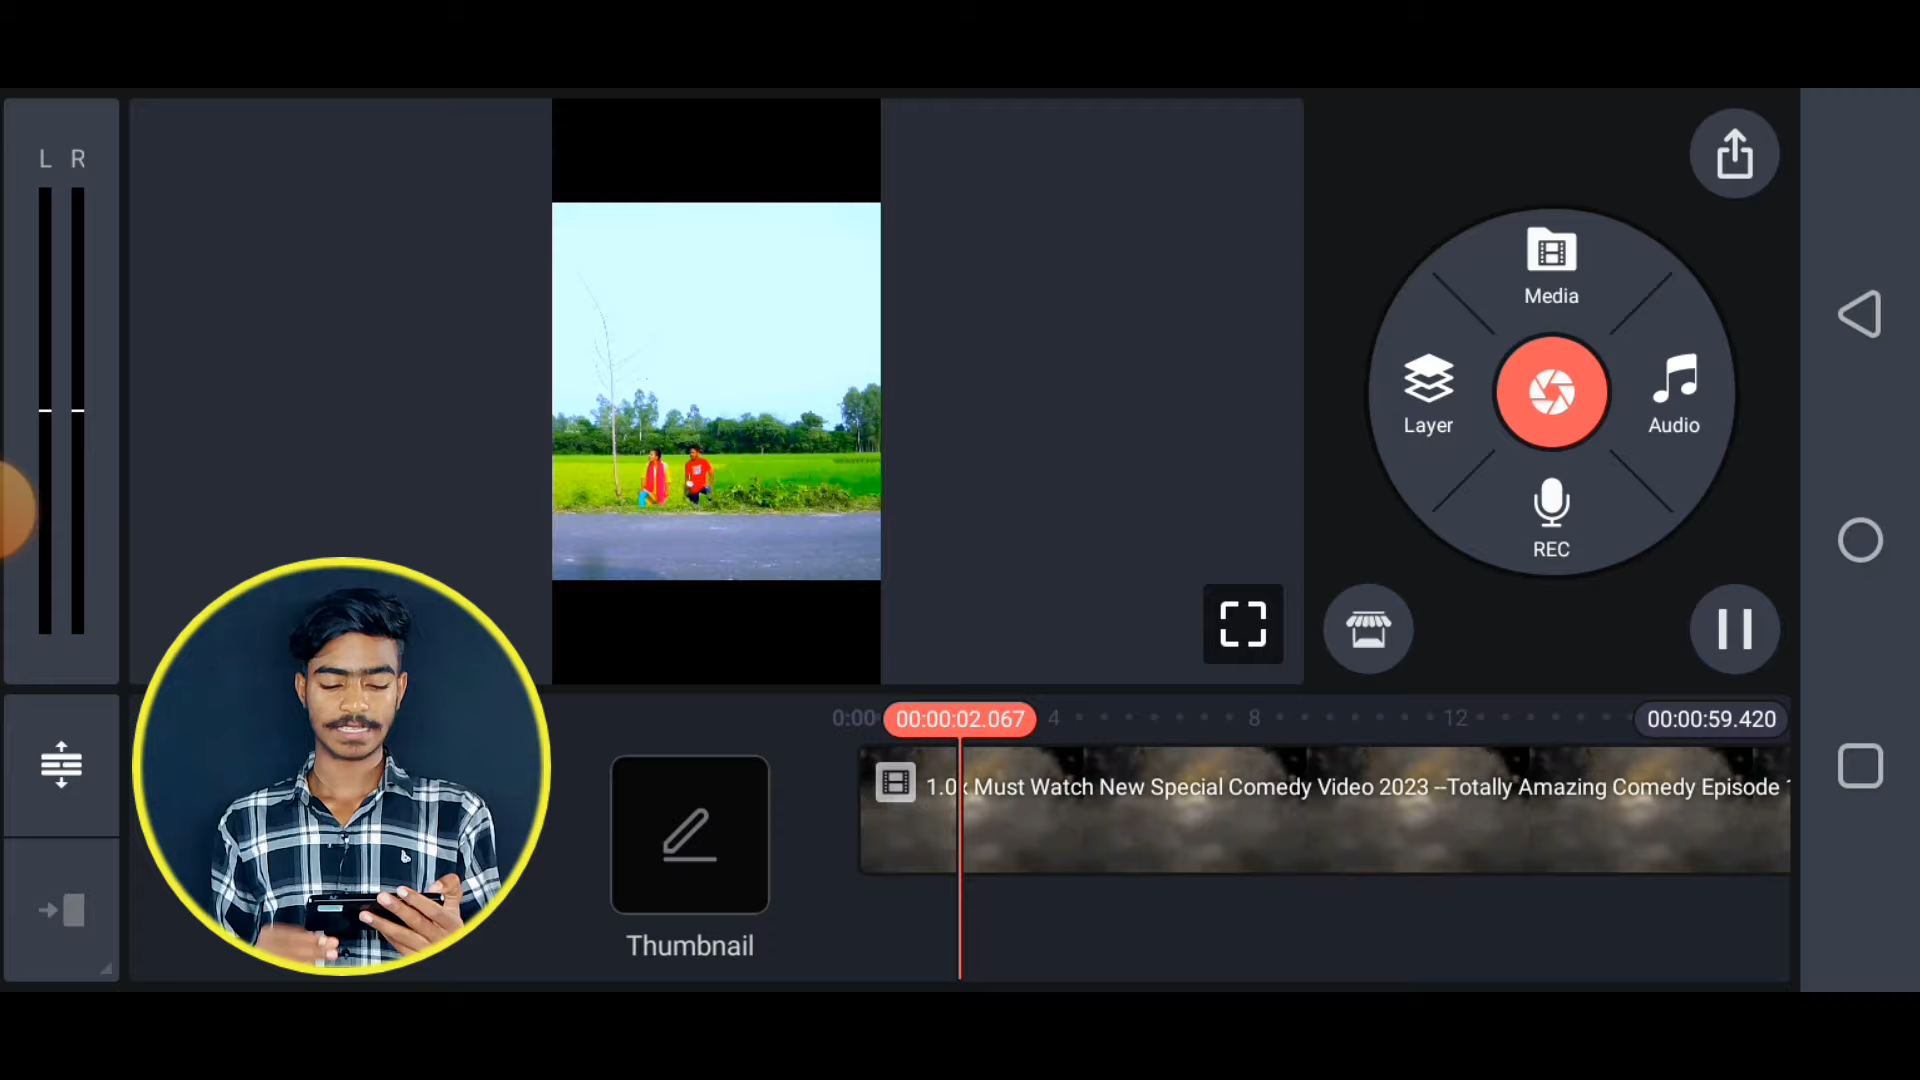 L R
Media
Layer
Audio
REC
0:00
00:00:02.067
4
8
12
00:00:59.420
1.0x Must Watch New Special Comedy Video 2023 –Totally Amazing Comedy Episode
Thumbnail